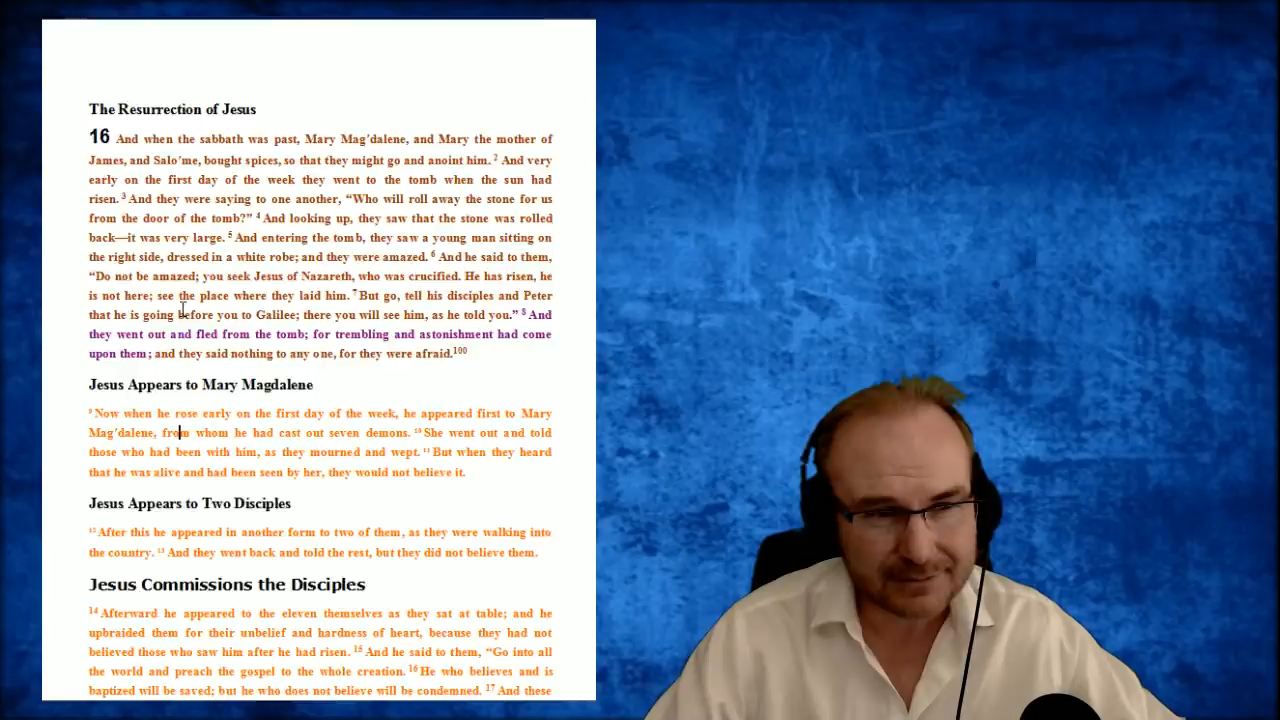 The Resurrection of Jesus
16 And when the sabbath was past, Mary Mag′dalene, and Mary the mother of
James, and Salo′me, bought spices, so that they might go and anoint him. 2 And very
early on the first day of the week they went to the tomb when the sun had
risen. 3 And they were saying to one another, “Who will roll away the stone for us
from the door of the tomb?” 4 And looking up, they saw that the stone was rolled
back—it was very large. 5 And entering the tomb, they saw a young man sitting on
the right side, dressed in a white robe; and they were amazed. 6 And he said to them,
“Do not be amazed; you seek Jesus of Nazareth, who was crucified. He has risen, he
is not here; see the place where they laid him. 7 But go, tell his disciples and Peter
that he is going before you to Galilee; there you will see him, as he told you.” 8 And
they went out and fled from the tomb; for trembling and astonishment had come
upon them; and they said nothing to any one, for they were afraid.100
Jesus Appears to Mary Magdalene
9 Now when he rose early on the first day of the week, he appeared first to Mary
Mag′dalene, from whom he had cast out seven demons. 10 She went out and told
those who had been with him, as they mourned and wept. 11 But when they heard
that he was alive and had been seen by her, they would not believe it.
Jesus Appears to Two Disciples
12 After this he appeared in another form to two of them, as they were walking into
the country. 13 And they went back and told the rest, but they did not believe them.
Jesus Commissions the Disciples
14 Afterward he appeared to the eleven themselves as they sat at table; and he
upbraided them for their unbelief and hardness of heart, because they had not
believed those who saw him after he had risen. 15 And he said to them, “Go into all
the world and preach the gospel to the whole creation. 16 He who believes and is
baptized will be saved; but he who does not believe will be condemned. 17 And these